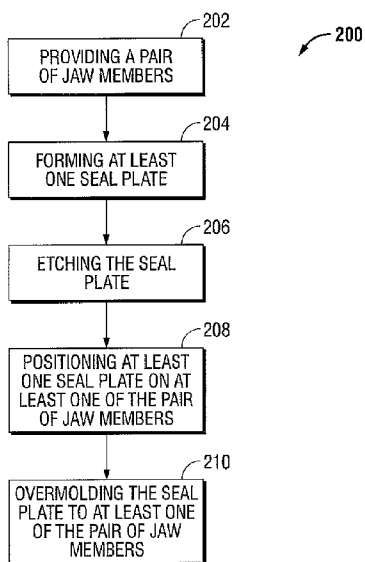 202
200
PROVIDING A PAIR
OF JAW MEMBERS
204
FORMING AT LEAST
ONE SEAL PLATE
206
ETCHING THE SEAL
PLATE
208
POSITIONING AT LEAST
ONE SEAL PLATE ON AT
LEAST ONE OF THE PAIR
OF JAW MEMBERS
210
OVERMOLDING THE SEAL
PLATE TO AT LEAST ONE
OF THE PAIR OF JAW
MEMBERS